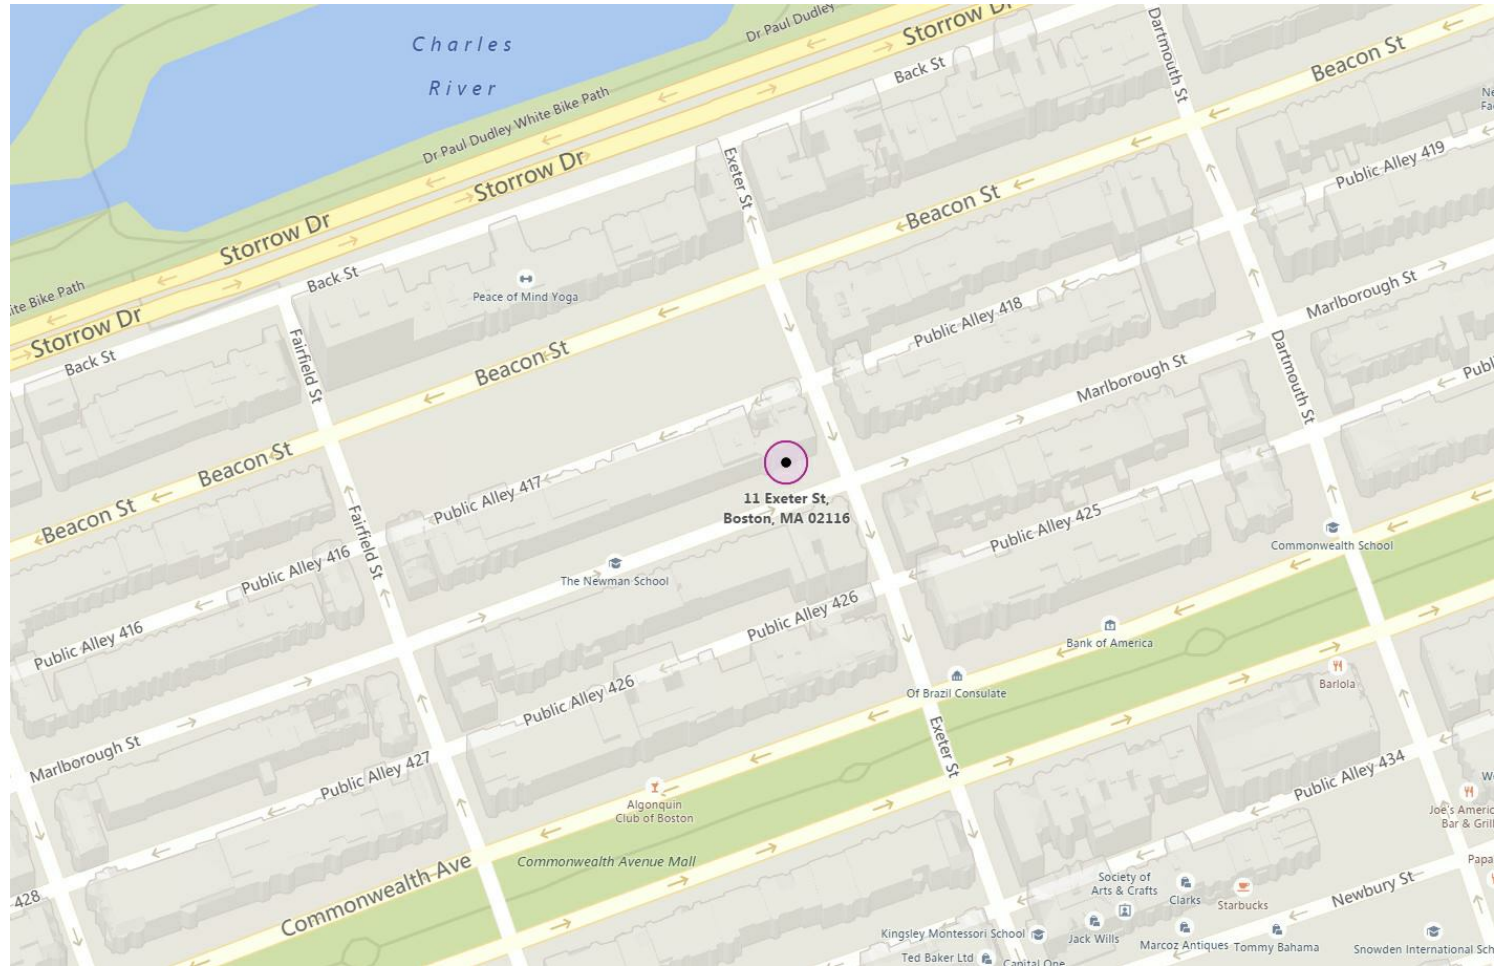 Charles
River
Dr Paul Dudley
Storrow Dr
Dartmouth St
Beacon St
Back St
Dr Paul Dudley White Bike Path
Storrow Dr
Exeter St
Public Alley 419
Beacon St
Storrow Dr
Back St
Peace of Mind Yoga
Marlborough St
ite Bike Path
Storrow Dr
Back St
Fairfield St
Public Alley 418
Dartmouth St
Beacon St
Marlborough St
Publ
Beacon St
Public Alley 417
11 Exeter St,
Boston, MA 02116
Beacon St
Fairfield St
Public Alley 425
Commonwealth School
Public Alley 416
The Newman School
Public Alley 426
Public Alley 416
Bank of America
Of Brazil Consulate
Barlola
Public Alley 426
Exeter St
Marlborough St
Public Alley 427
Public Alley 434
Algonquin
Club of Boston
Joe's Americ
Bar & Grill
Commonwealth Avenue Mall
Papa
Commonwealth Ave
428
Society of
Arts & Crafts
Clarks
Starbucks
Newbury St
Kingsley Montessori School
Jack Wills
Marcoz Antiques
Tommy Bahama
Snowden International Sch
Ted Baker Ltd
Capital One